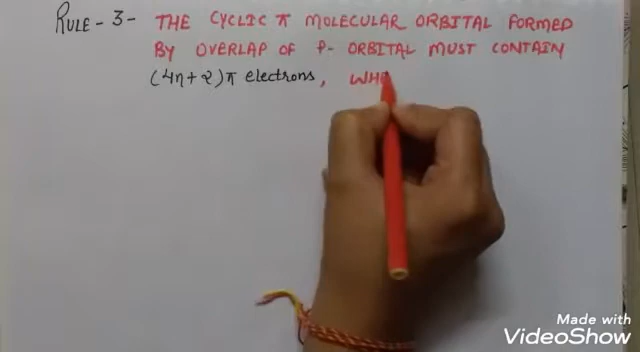 RULE - 3 - THE CYCLIC π MOLECULAR ORBITAL FORMED
BY OVERLAP OF P- ORBITAL MUST CONTAIN
(4n+2)π electrons, WHE
Made with
VideoShow